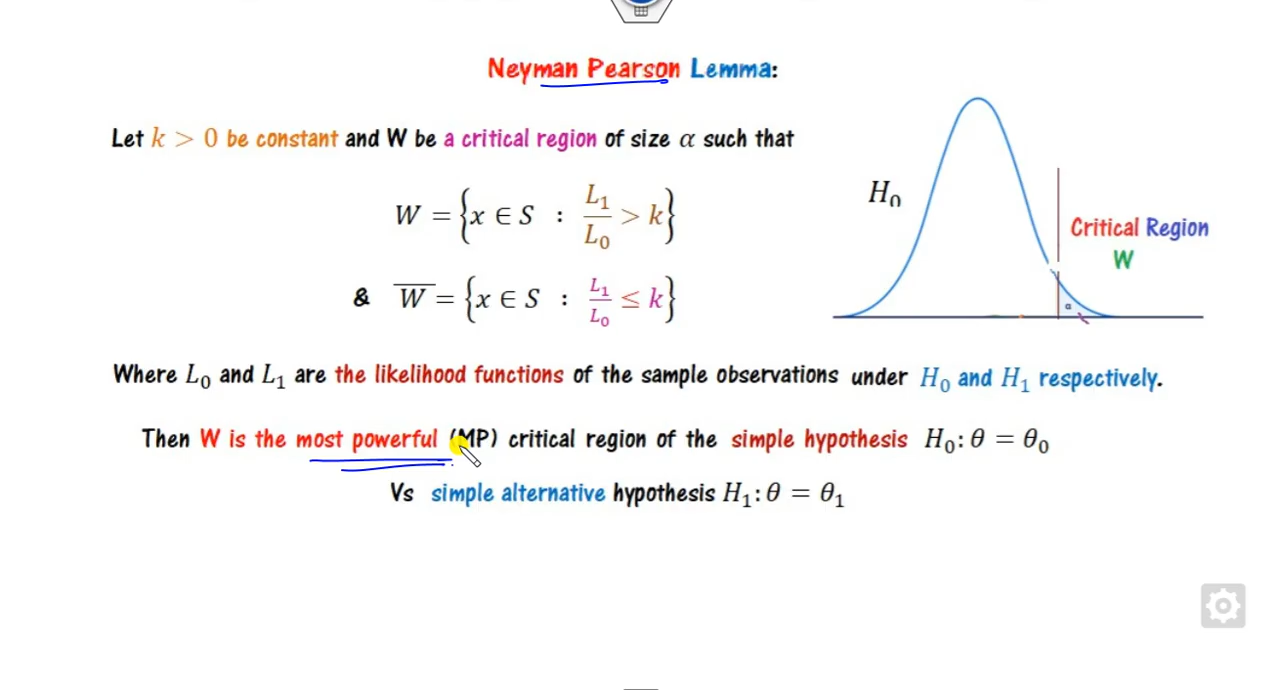 Neyman Pearson Lemma:
Let k > 0 be constant and W be a critical region of size α such that
W = {x ∈ S : L₁/L₀ > k}
& W̅ = {x ∈ S : L₁/L₀ ≤ k}
H₀
Critical Region
W
α
Where L₀ and L₁ are the likelihood functions of the sample observations under H₀ and H₁ respectively.
Then W is the most powerful (MP) critical region of the simple hypothesis H₀: θ = θ₀
Vs simple alternative hypothesis H₁: θ = θ₁